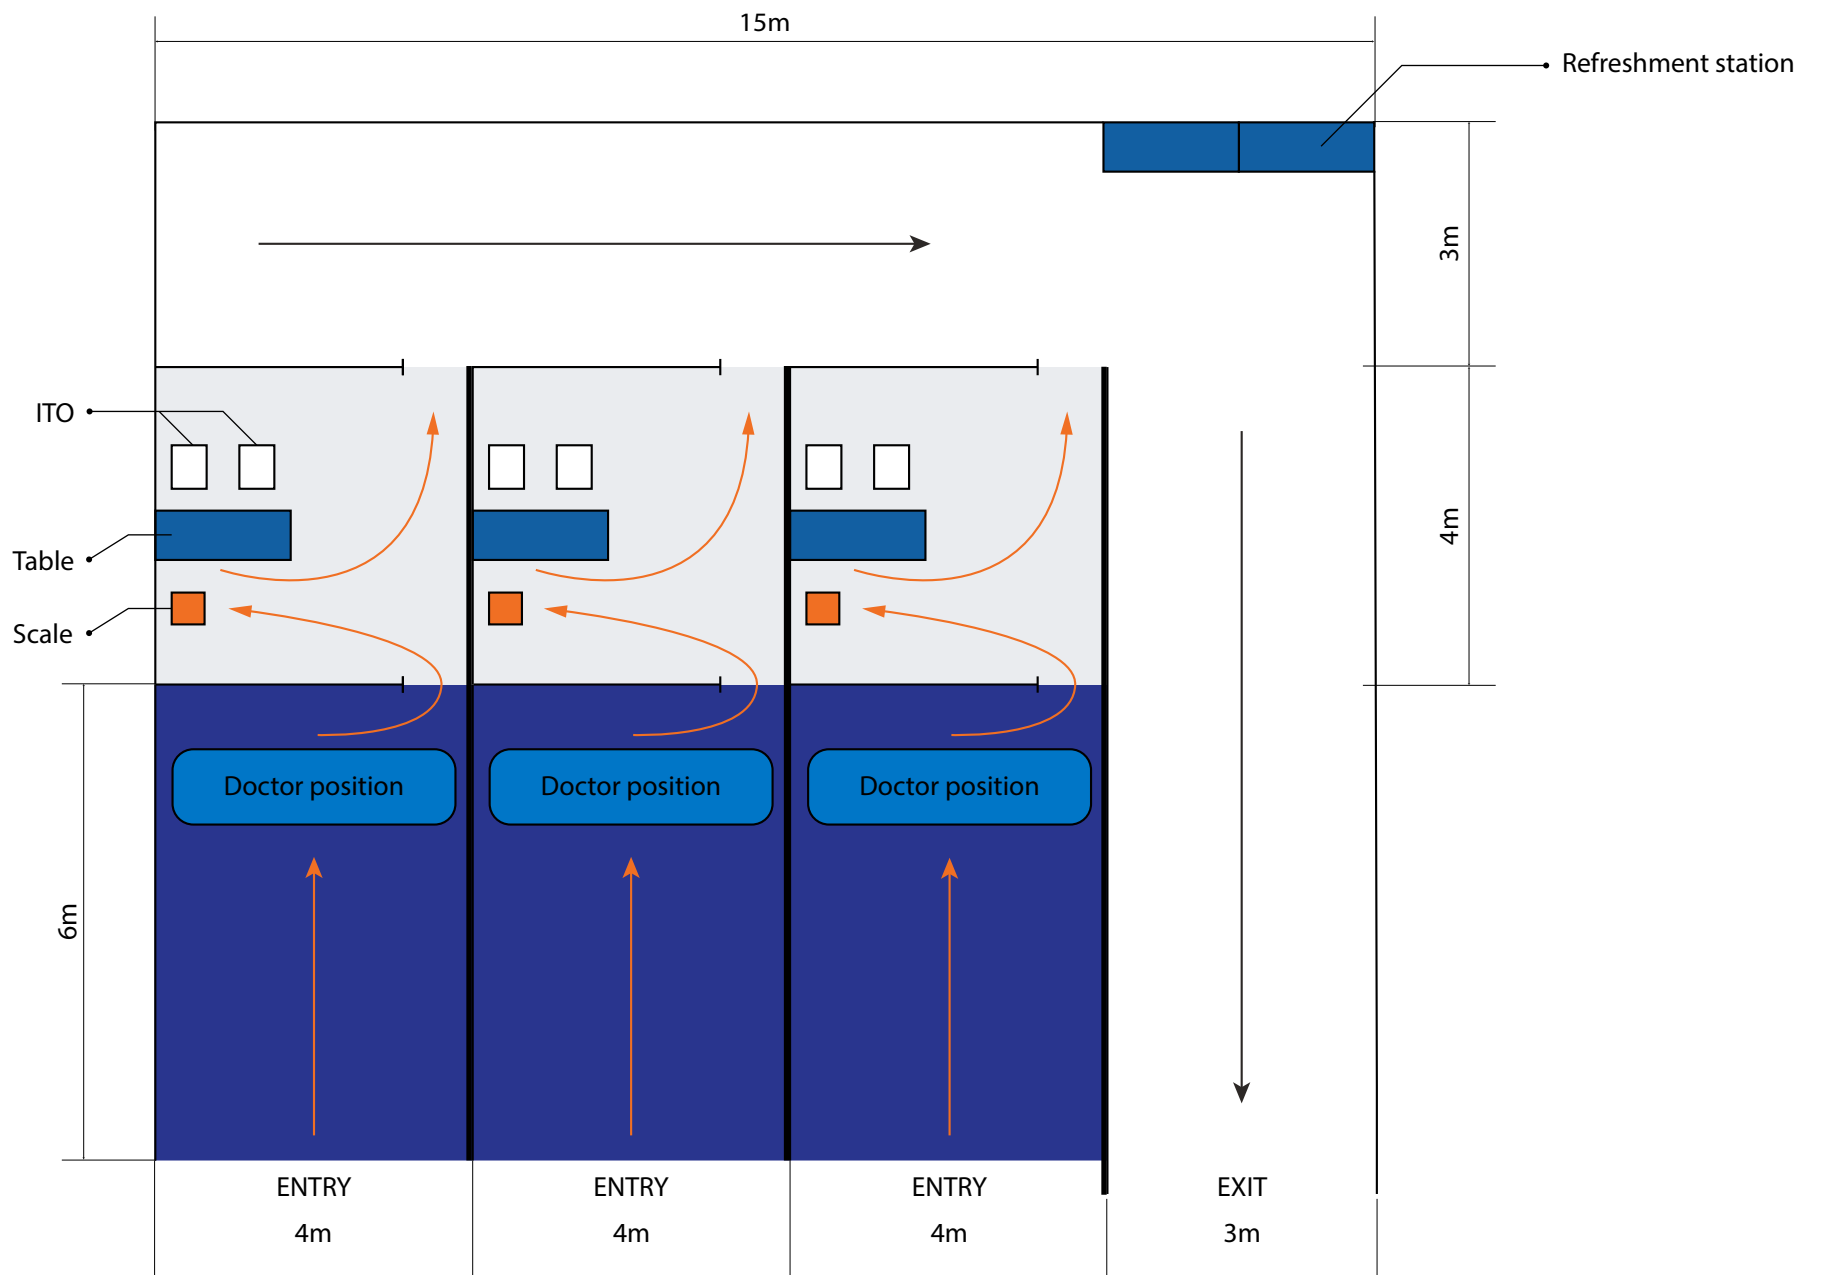 15m
Refreshment station
3m
ITO
4m
Table
Scale
Doctor position
Doctor position
Doctor position
6m
ENTRY
ENTRY
ENTRY
EXIT
4m
4m
4m
3m